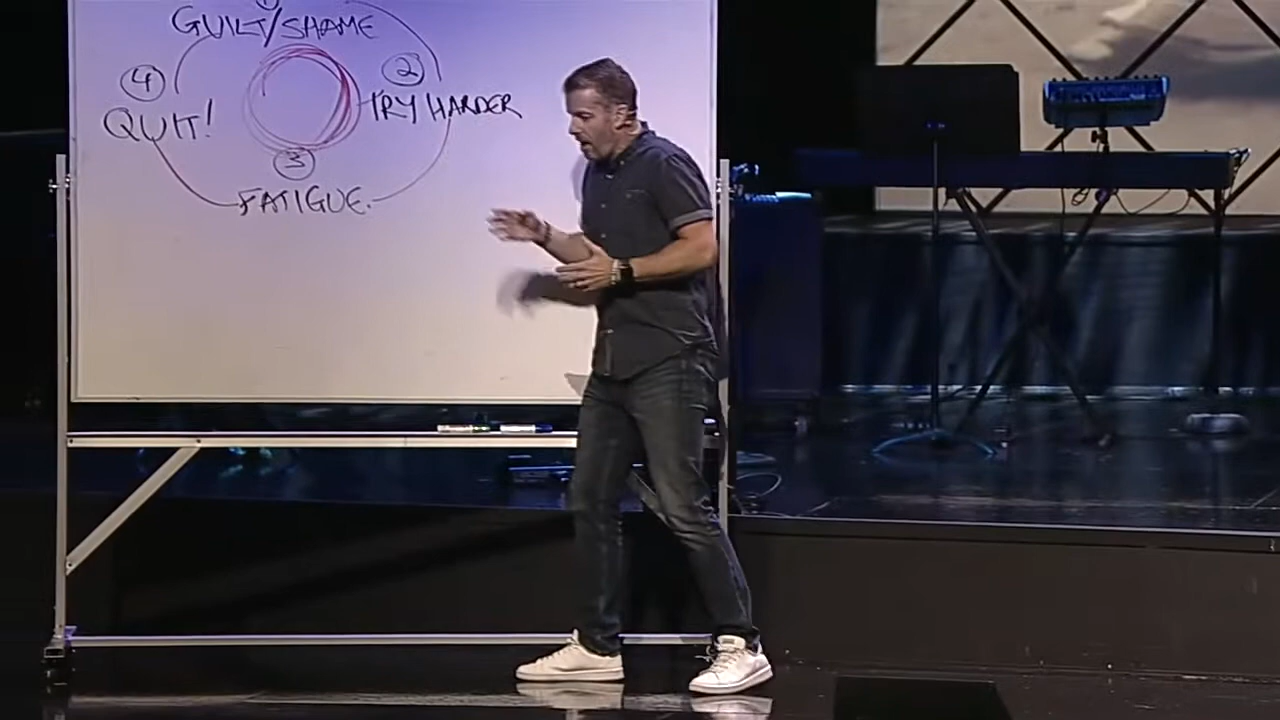 GUILT/SHAME
②
TRY HARDER
③
FATIGUE.
④
QUIT!